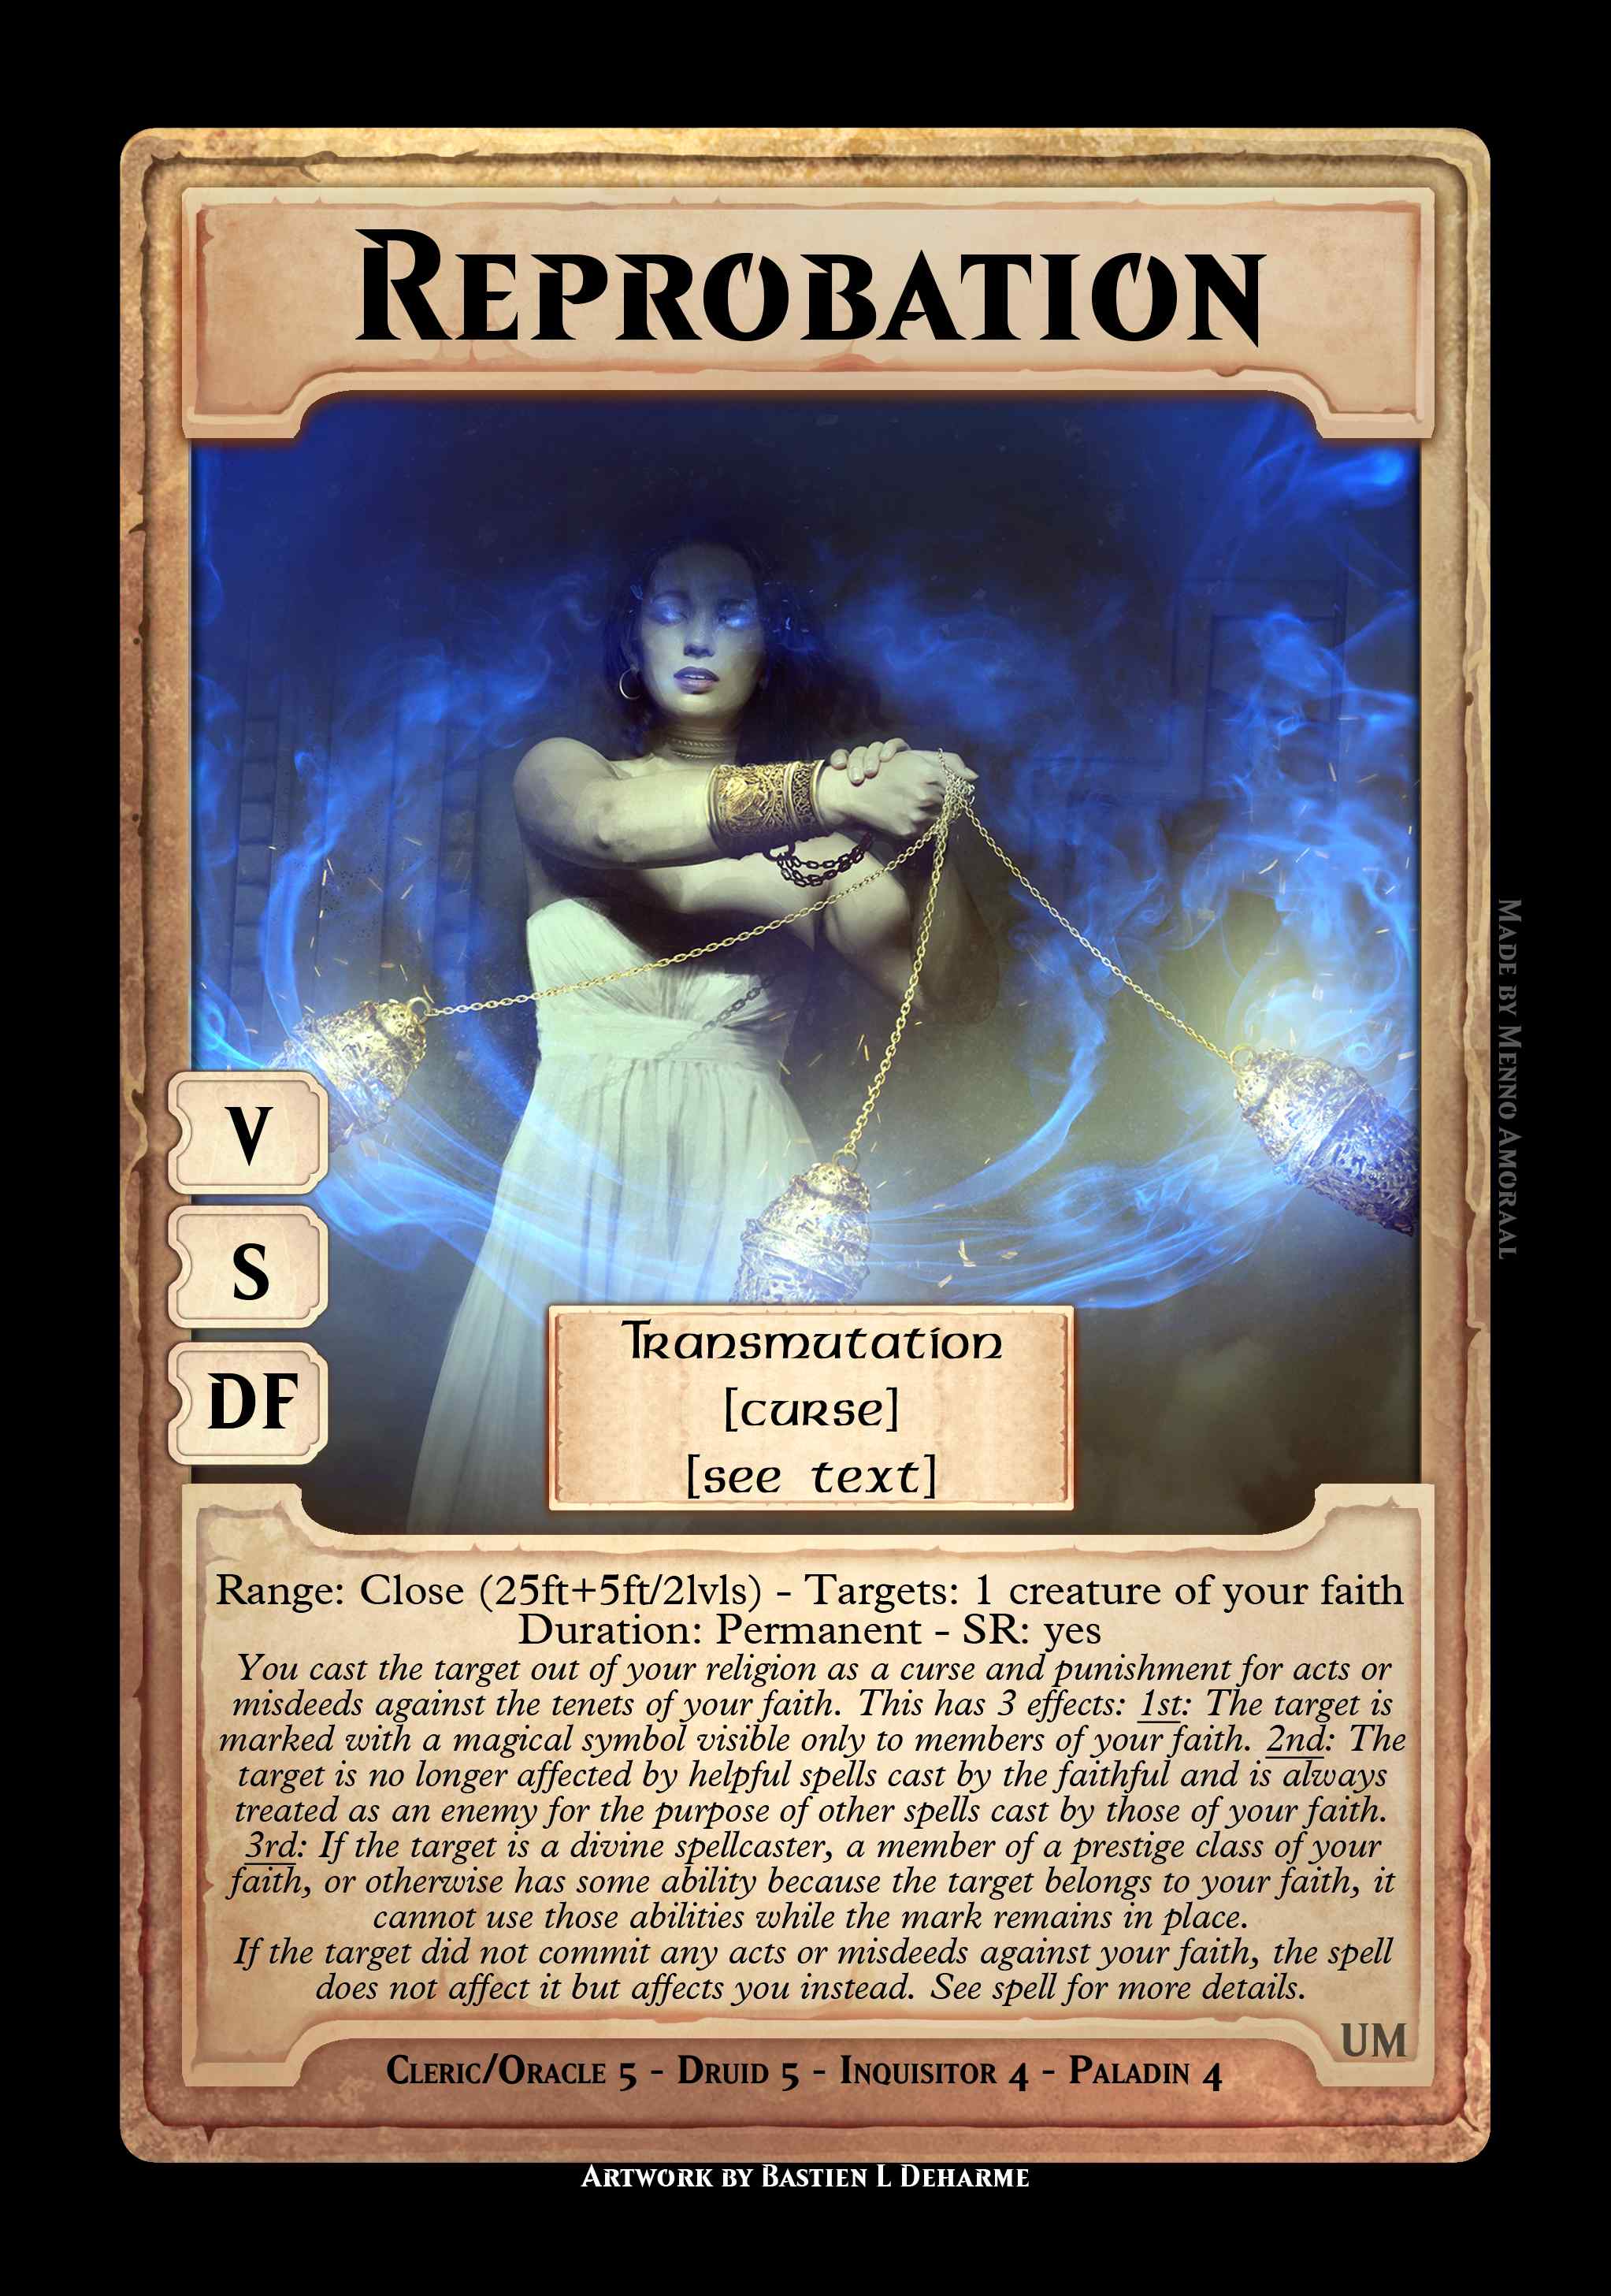 Reprobation
Made by Menno Amoraal
V
S
DF
Transmutation
[curse]
[see text]
Range: Close (25ft+5ft/2lvls) - Targets: 1 creature of your faith
Duration: Permanent - SR: yes
You cast the target out of your religion as a curse and punishment for acts or
misdeeds against the tenets of your faith. This has 3 effects: 1st: The target is
marked with a magical symbol visible only to members of your faith. 2nd: The
target is no longer affected by helpful spells cast by the faithful and is always
treated as an enemy for the purpose of other spells cast by those of your faith.
3rd: If the target is a divine spellcaster, a member of a prestige class of your
faith, or otherwise has some ability because the target belongs to your faith, it
cannot use those abilities while the mark remains in place.
If the target did not commit any acts or misdeeds against your faith, the spell
does not affect it but affects you instead. See spell for more details.
UM
Cleric/Oracle 5 - Druid 5 - Inquisitor 4 - Paladin 4
Artwork by Bastien L Deharme